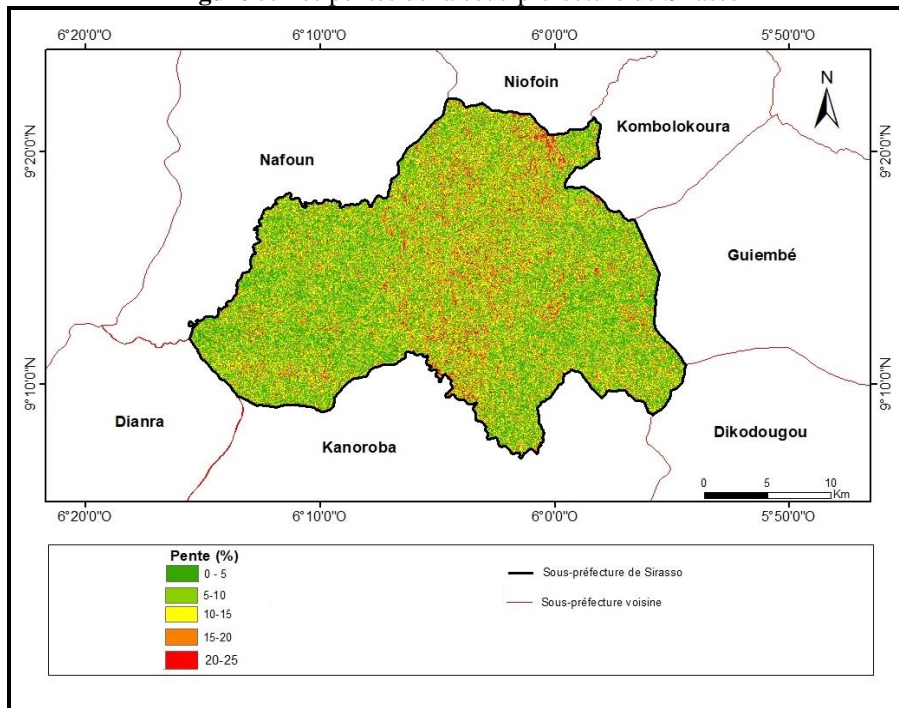 6°20'0"O 6°10'0"O 6°0'0"O 5°50'0"O
Niofoin
N
Kombolokoura
9°20'0"N 9°20'0"N
Nafoun
Guiembé
9°10'0"N 9°10'0"N
Dianra
Kanoroba
Dikodougou
0 5 10
Km
6°20'0"O 6°10'0"O 6°0'0"O 5°50'0"O
Pente (%)
0 - 5
5-10
10-15
15-20
20-25
Sous-préfecture de Sirasso
Sous-préfecture voisine